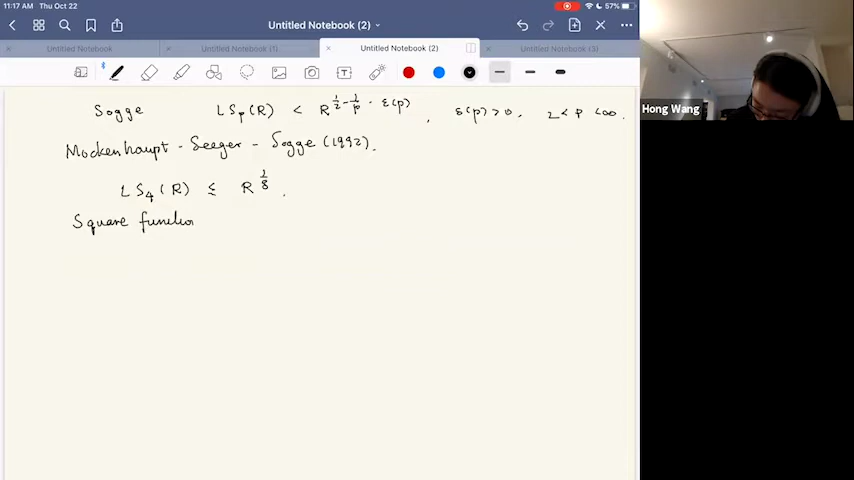 11:17 AM Thu Oct 22
57%
Untitled Notebook (2)
Untitled Notebook
Untitled Notebook (1)
Untitled Notebook (2)
Untitled Notebook (3)
Sogge LS_p(R) < R^{1/2 - 1/p - ε(p)}, ε(p) > 0, 2 < p < ∞.
Mockenhaupt - Seeger - Sogge (1992).
LS_4(R) ≲ R^{1/8}.
Square function
Hong Wang